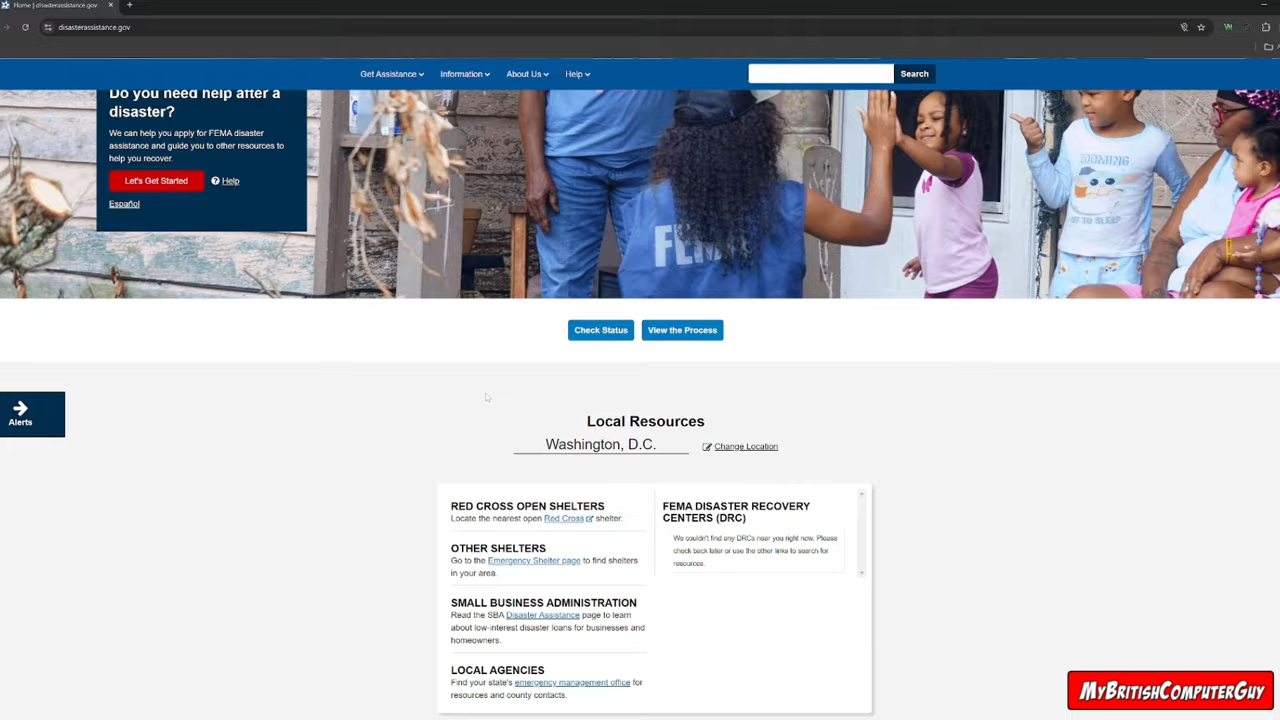 Home | disasterassistance.gov
disasterassistance.gov
Get Assistance
Information
About Us
Help
Search
Do you need help after a
disaster?
We can help you apply for FEMA disaster
assistance and guide you to other resources to
help you recover.
Let's Get Started
Help
Español
FEMA
Check Status
View the Process
Alerts
Local Resources
Washington, D.C.
Change Location
RED CROSS OPEN SHELTERS
Locate the nearest open Red Cross shelter.
OTHER SHELTERS
Go to the Emergency Shelter page to find shelters
in your area.
SMALL BUSINESS ADMINISTRATION
Read the SBA Disaster Assistance page to learn
about low-interest disaster loans for businesses and
homeowners.
LOCAL AGENCIES
Find your state's emergency management office for
resources and county contacts.
FEMA DISASTER RECOVERY
CENTERS (DRC)
We couldn't find any DRCs near you right now. Please
check back later or use the other links to search for
resources.
MyBritishComputerGuy